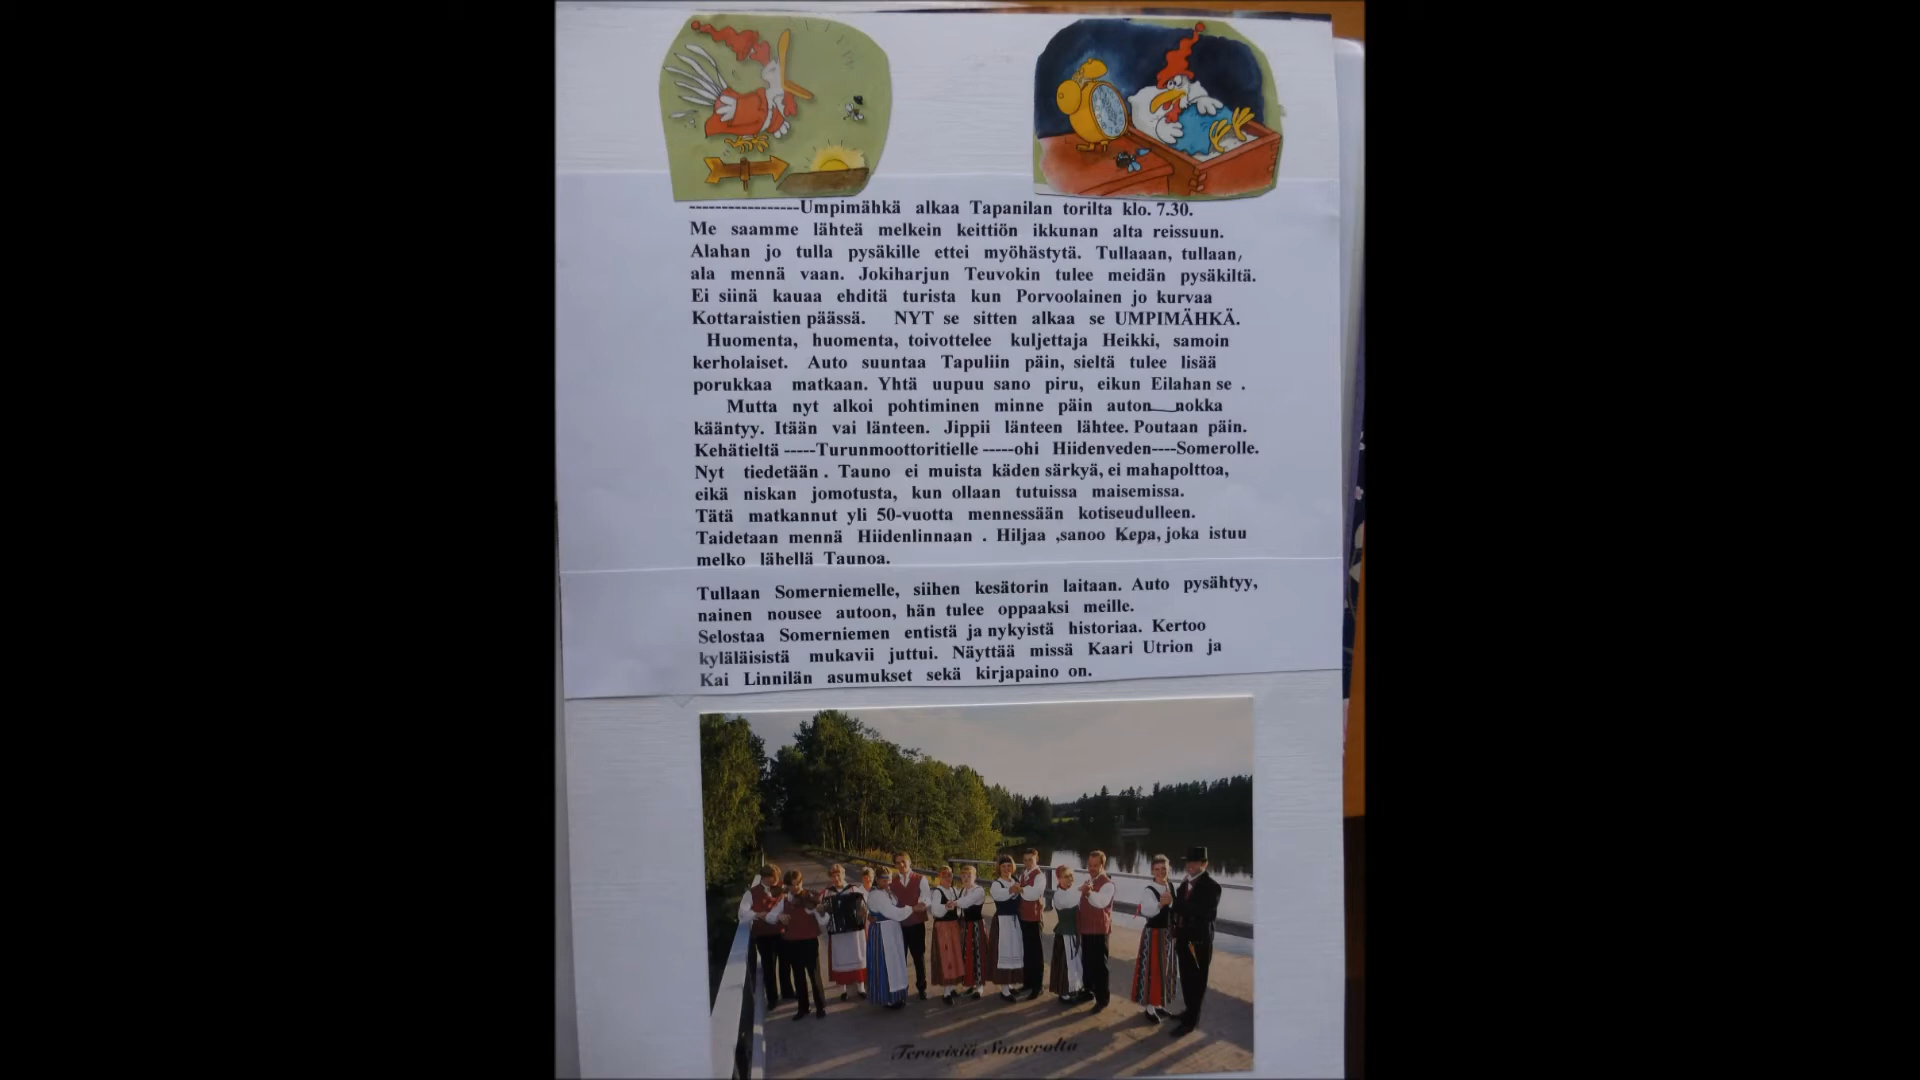 -----------------Umpimähkä alkaa Tapanilan torilta klo. 7.30.
Me saamme lähteä melkein keittiön ikkunan alta reissuun.
Alahan jo tulla pysäkille ettei myöhästytä. Tullaaan, tullaan,
ala mennä vaan. Jokiharjun Teuvokin tulee meidän pysäkiltä.
Ei siinä kauaa ehditä turista kun Porvoolainen jo kurvaa
Kottaraistien päässä. NYT se sitten alkaa se UMPIMÄHKÄ.
Huomenta, huomenta, toivottelee kuljettaja Heikki, samoin
kerholaiset. Auto suuntaa Tapuliin päin, sieltä tulee lisää
porukkaa matkaan. Yhtä uupuu sano piru, eikun Eilahan se .
Mutta nyt alkoi pohtiminen minne päin auton nokka
kääntyy. Itään vai länteen. Jippii länteen lähtee. Poutaan päin.
Kehätieltä -----Turunmoottoritielle -----ohi Hiidenveden----Somerolle.
Nyt tiedetään . Tauno ei muista käden särkyä, ei mahapolttoa,
eikä niskan jomotusta, kun ollaan tutuissa maisemissa.
Tätä matkannut yli 50-vuotta mennessään kotiseudulleen.
Taidetaan mennä Hiidenlinnaan . Hiljaa ,sanoo Kepa, joka istuu
melko lähellä Taunoa.
Tullaan Somerniemelle, siihen kesätorin laitaan. Auto pysähtyy,
nainen nousee autoon, hän tulee oppaaksi meille.
Selostaa Somerniemen entistä ja nykyistä historiaa. Kertoo
kyläläisistä mukavii juttui. Näyttää missä Kaari Utrion ja
Kai Linnilän asumukset sekä kirjapaino on.
Terveisiä Somerolta